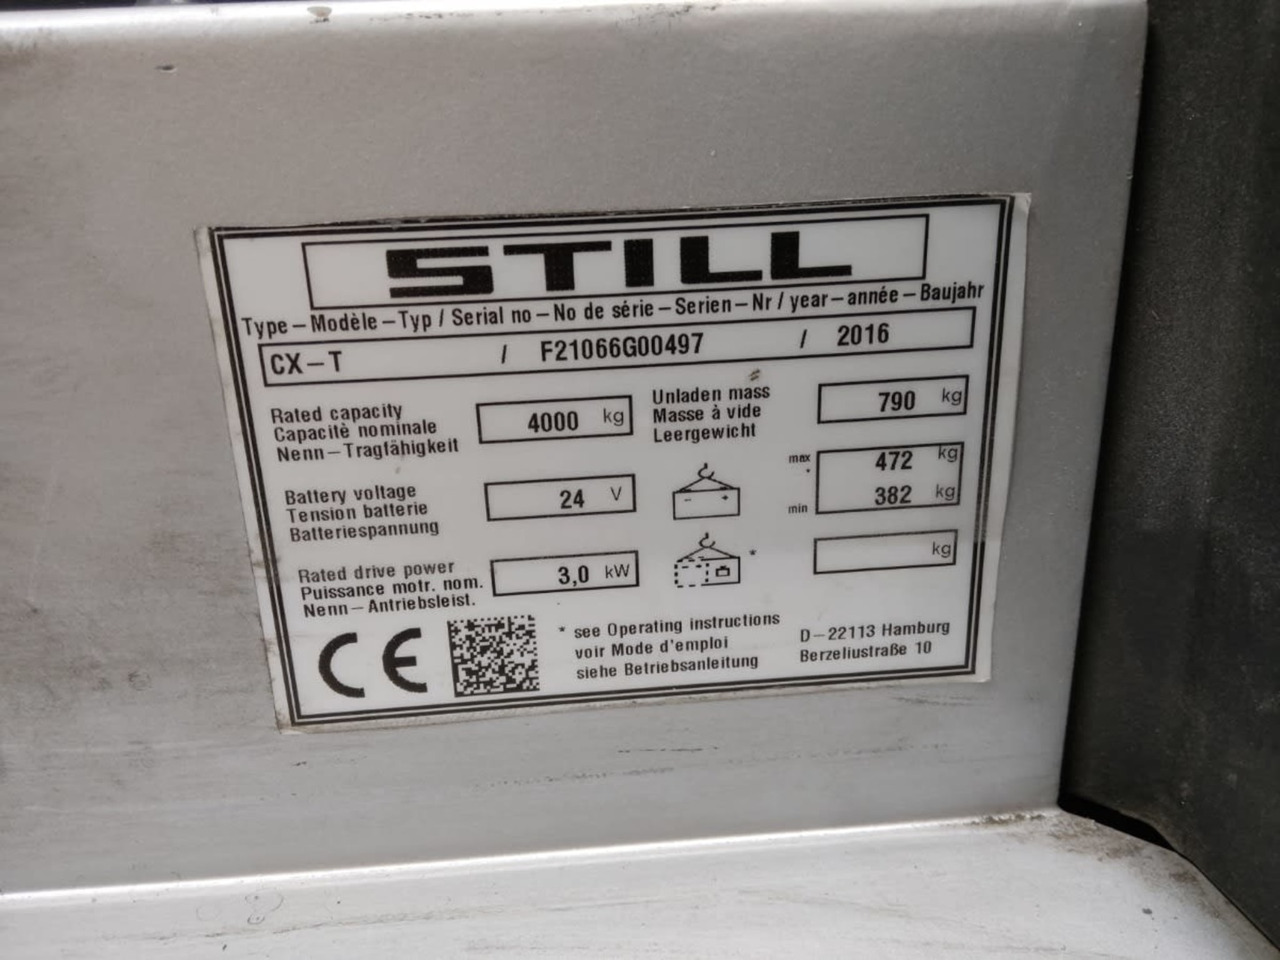 STILL
Type – Modèle – Typ / Serial no – No de série – Serien – Nr / year – année – Baujahr
CX – T / F21066G00497 / 2016
Rated capacity
Capacitè nominale
Nenn – Tragfähigkeit
4000 kg
Unladen mass
Masse à vide
Leergewicht
790 kg
Battery voltage
Tension batterie
Batteriespannung
24 V
- +
max 472 kg
*
min 382 kg
Rated drive power
Puissance motr. nom.
Nenn – Antriebsleist.
3,0 kW
* kg
CE
* see Operating instructions
voir Mode d'emploi
siehe Betriebsanleitung
D – 22113 Hamburg
Berzeliusstraße 10